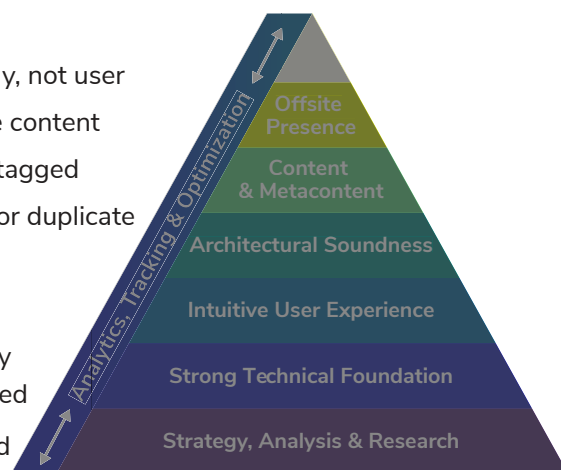 y, not user
e content
tagged
or duplicate
y
ed
d
Analytics, Tracking & Optimization
Offsite
Presence
Content
& Metacontent
Architectural Soundness
Intuitive User Experience
Strong Technical Foundation
Strategy, Analysis & Research